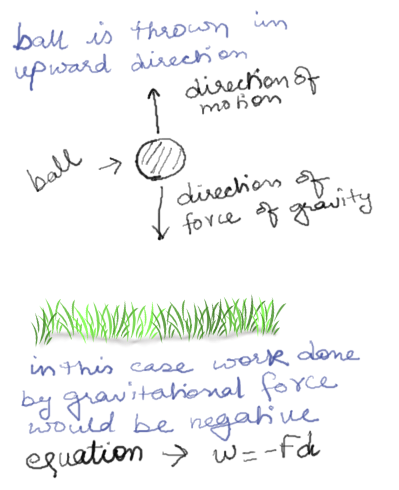 ball is thrown in
upward direction
direction of
motion
ball
direction of
force of gravity
in this case work done
by gravitational force
would be negative
equation → w = -Fd